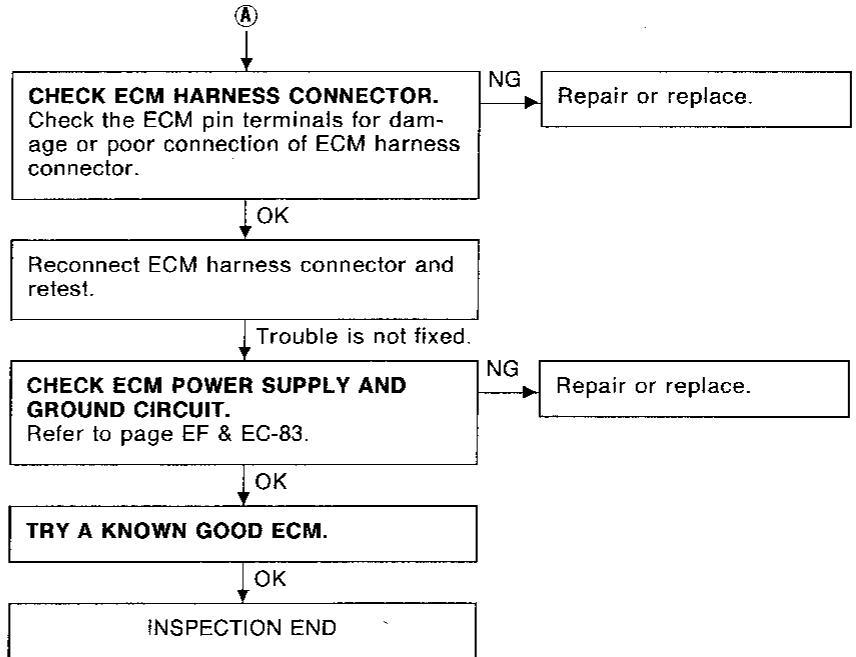 A
CHECK ECM HARNESS CONNECTOR.
Check the ECM pin terminals for dam-
age or poor connection of ECM harness
connector.
NG
Repair or replace.
OK
Reconnect ECM harness connector and
retest.
Trouble is not fixed.
CHECK ECM POWER SUPPLY AND
GROUND CIRCUIT.
Refer to page EF & EC-83.
NG
Repair or replace.
OK
TRY A KNOWN GOOD ECM.
OK
INSPECTION END